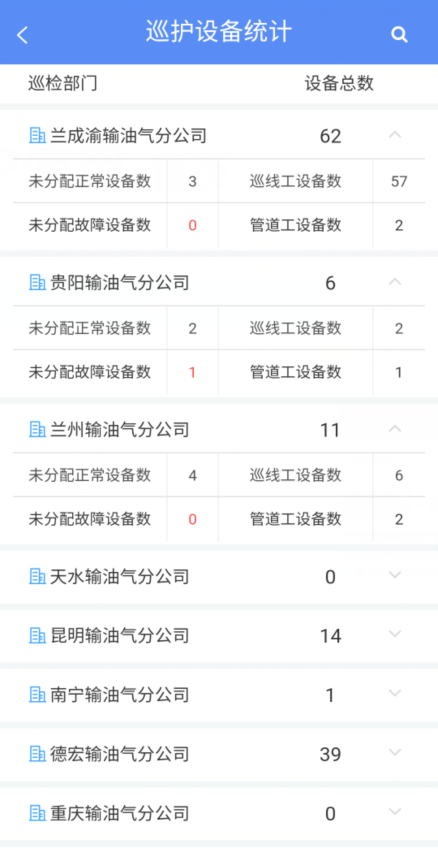 巡护设备统计
巡检部门 设备总数
兰成渝输油气分公司 62
未分配正常设备数 3 巡线工设备数 57
未分配故障设备数 0 管道工设备数 2
贵阳输油气分公司 6
未分配正常设备数 2 巡线工设备数 2
未分配故障设备数 1 管道工设备数 1
兰州输油气分公司 11
未分配正常设备数 4 巡线工设备数 6
未分配故障设备数 0 管道工设备数 2
天水输油气分公司 0
昆明输油气分公司 14
南宁输油气分公司 1
德宏输油气分公司 39
重庆输油气分公司 0